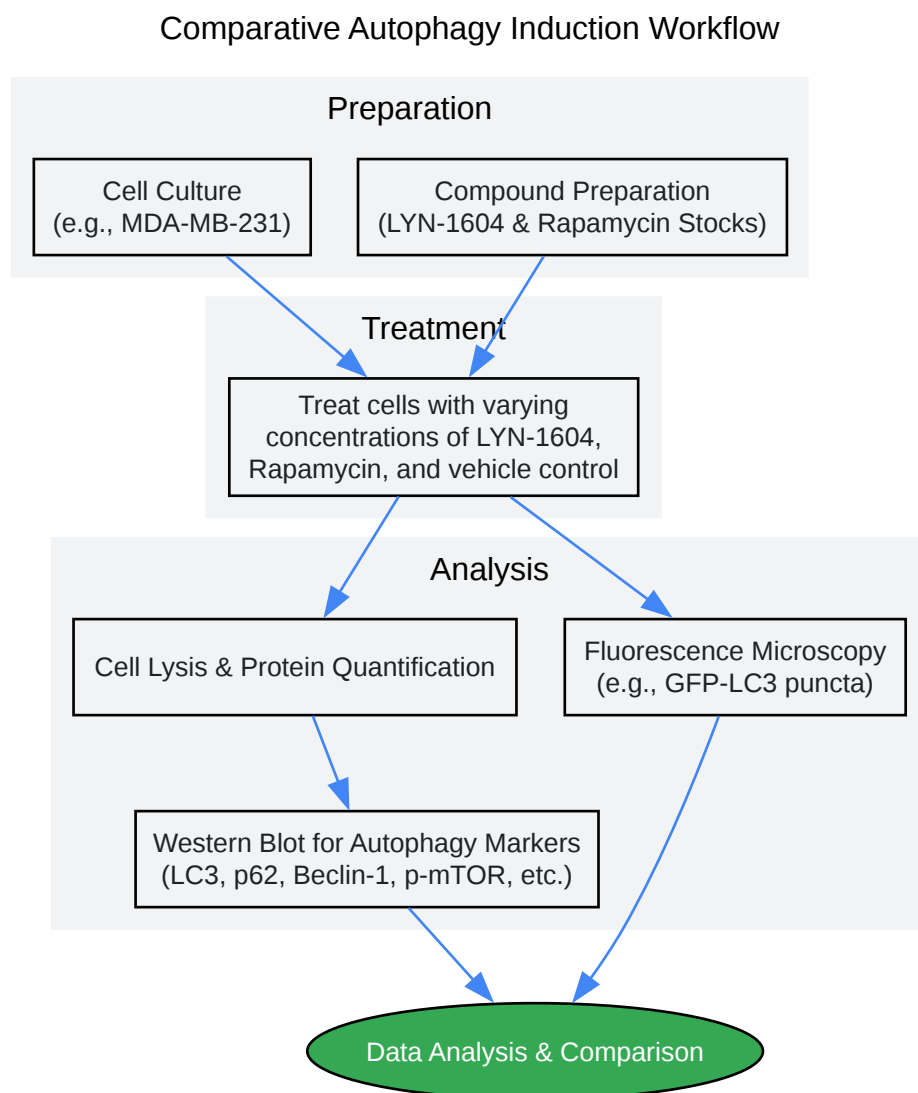 Comparative Autophagy Induction Workflow
Preparation
Cell Culture
(e.g., MDA-MB-231)
Compound Preparation
(LYN-1604 & Rapamycin Stocks)
Treatment
Treat cells with varying
concentrations of LYN-1604,
Rapamycin, and vehicle control
Analysis
Cell Lysis & Protein Quantification
Fluorescence Microscopy
(e.g., GFP-LC3 puncta)
Western Blot for Autophagy Markers
(LC3, p62, Beclin-1, p-mTOR, etc.)
Data Analysis & Comparison